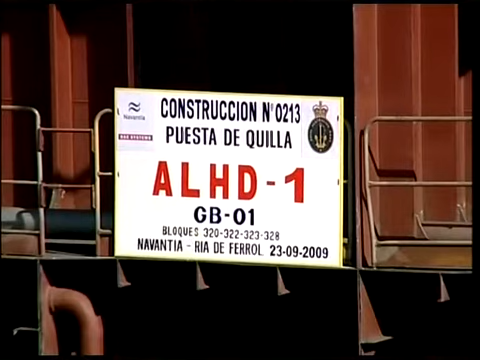 Navantia
BAE SYSTEMS
CONSTRUCCION Nº0213
PUESTA DE QUILLA
ALHD-1
GB-01
BLOQUES 320-322-323-328
NAVANTIA - RIA DE FERROL. 23-09-2009